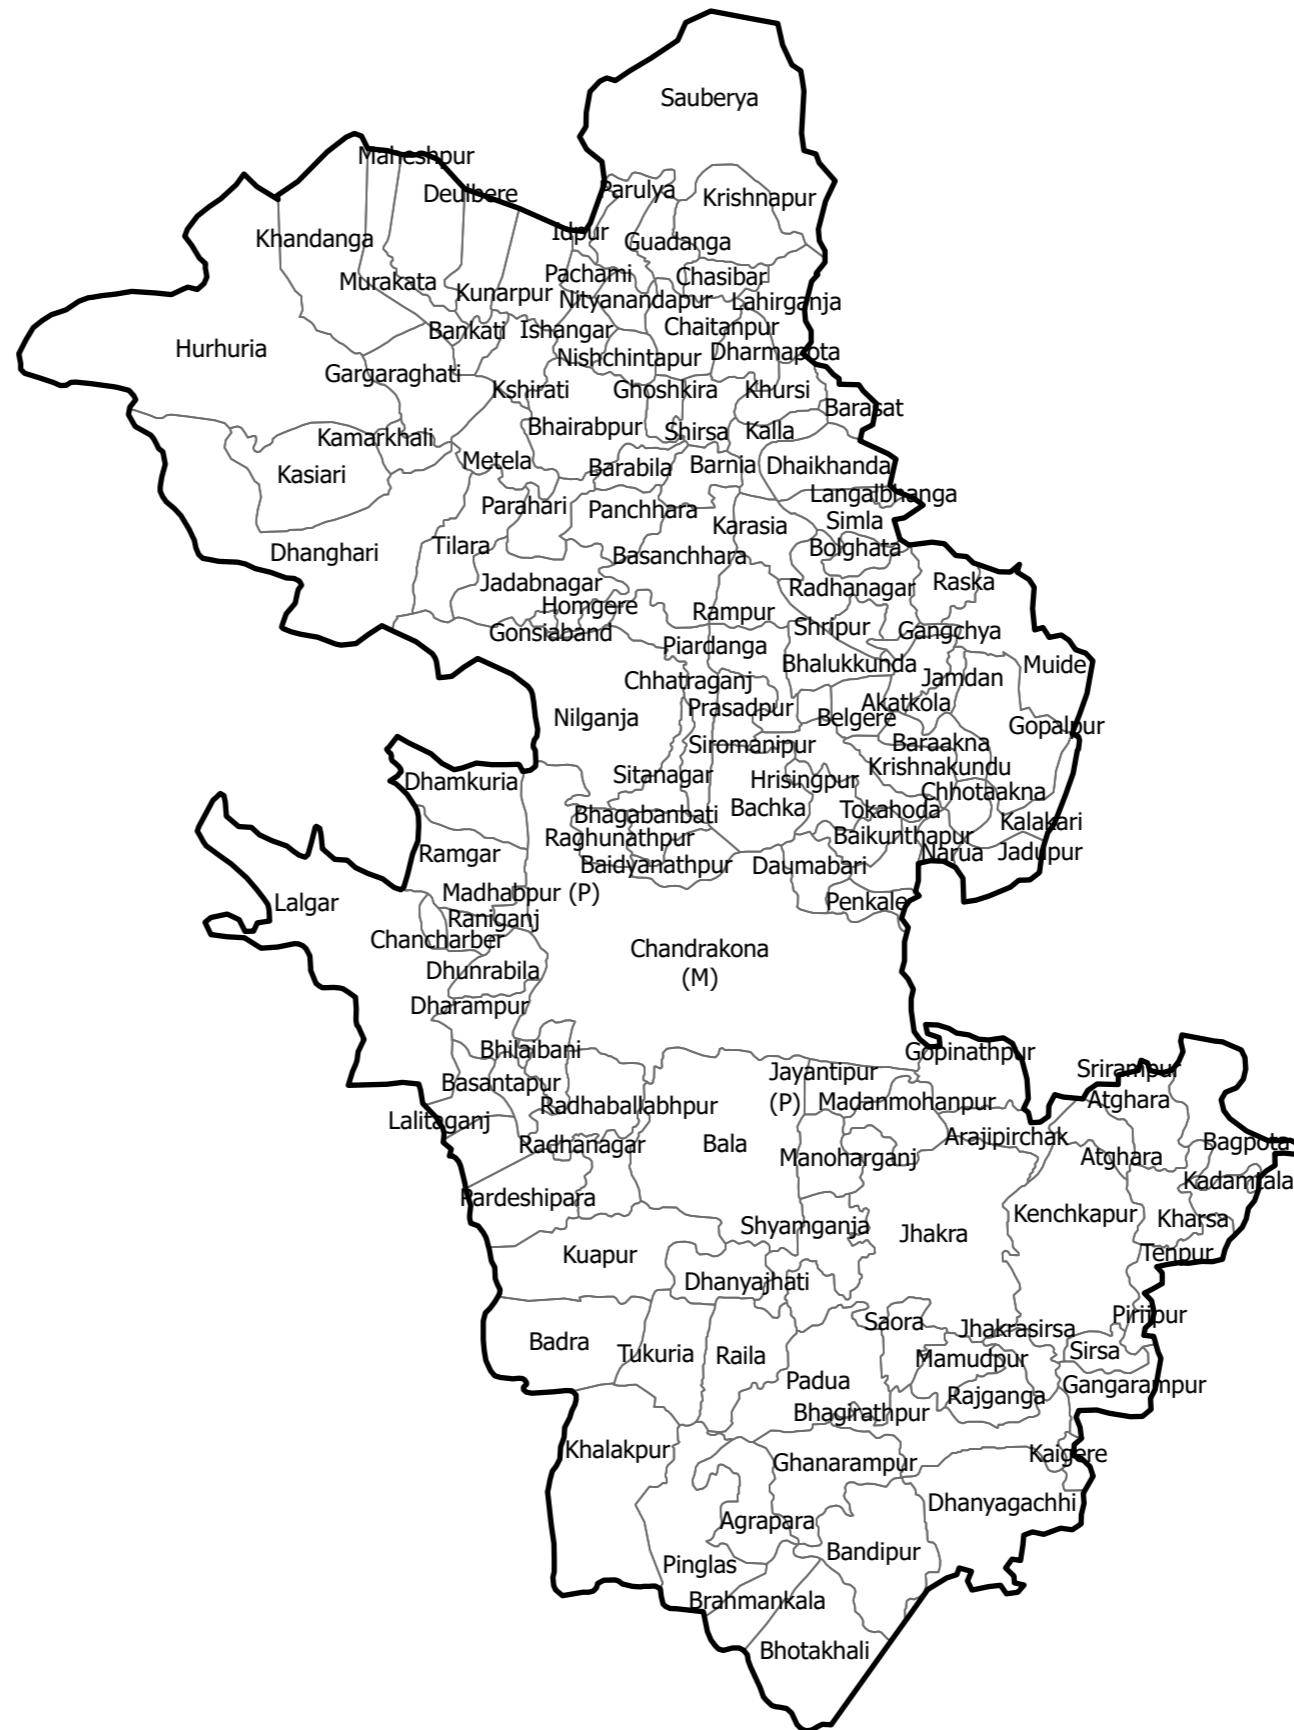 Sauberya
Maheshpur
Deulbere
Parulya
Krishnapur
Khandanga
Idpur
Guadanga
Murakata
Kunarpur
Pachami
Chasibar
Nityanandapur
Lahirganja
Hurhuria
Bankati
Ishangar
Chaitanpur
Nishchintapur
Dharmapota
Gargaraghati
Kshirati
Ghoshkira
Khursi
Barasat
Kamarkhali
Bhairabpur
Shirsa
Kalla
Kasiari
Metela
Barabila
Barnia
Dhaikhanda
Langalbhanga
Parahari
Panchhara
Karasia
Simla
Dhanghari
Tilara
Basanchhara
Bolghata
Jadabnagar
Radhanagar
Raska
Homgere
Rampur
Gonsiaband
Piardanga
Shripur
Gangchya
Bhalukkunda
Jamdan
Muide
Chhatraganj
Nilganja
Prasadpur
Belgere
Akatkola
Gopalpur
Siromanipur
Baraakna
Krishnakundu
Dhamkuria
Sitanagar
Hrisingpur
Chhotaakna
Bhagabanbati
Bachka
Tokahoda
Kalakari
Raghunathpur
Baikunthapur
Ramgar
Baidyanathpur
Daumabari
Narua
Jadupur
Lalgar
Madhabpur (P)
Penkale
Raniganj
Chancharber
Chandrakona
(M)
Dhunrabila
Dharampur
Bhilaibani
Gopinathpur
Basantapur
Jayantipur
(P)
Srirampur
Lalitaganj
Radhaballabhpur
Madanmohanpur
Atghara
Radhanagar
Bala
Manoharganj
Arajipirchak
Atghara
Bagpota
Pardeshipara
Kadamtala
Shyamganja
Jhakra
Kenchkapur
Kharsa
Kuapur
Tenpur
Dhanyajhati
Badra
Tukuria
Raila
Saora
Jhakrasirsa
Piriipur
Padua
Mamudpur
Sirsa
Rajganga
Gangarampur
Bhagirathpur
Khalakpur
Ghanarampur
Kaigere
Agrapara
Dhanyagachhi
Pinglas
Bandipur
Brahmankala
Bhotakhali